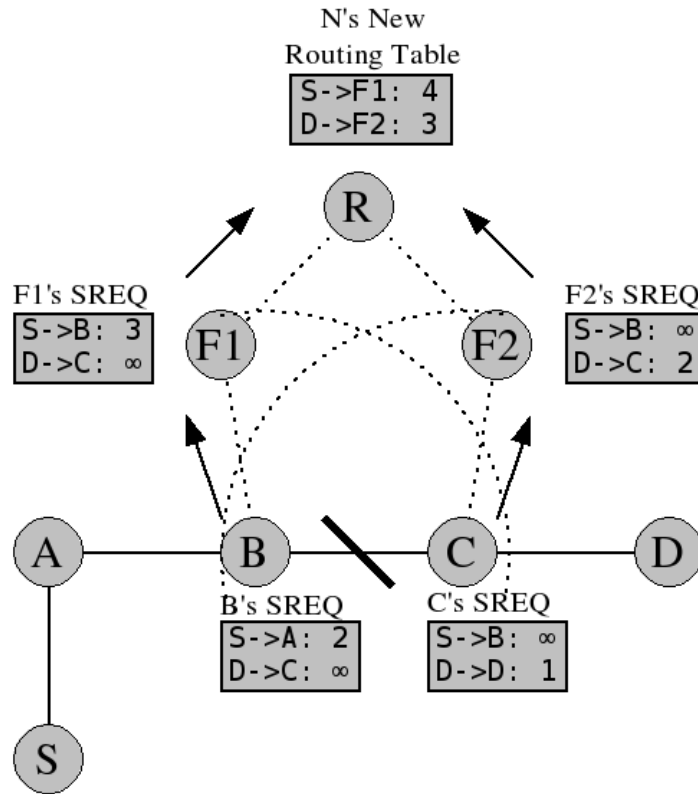 N's New
Routing Table
S->F1: 4
D->F2: 3
R
F1's SREQ
S->B: 3
D->C: ∞
F1
F2
F2's SREQ
S->B: ∞
D->C: 2
A
B
C
D
B's SREQ
S->A: 2
D->C: ∞
C's SREQ
S->B: ∞
D->D: 1
S